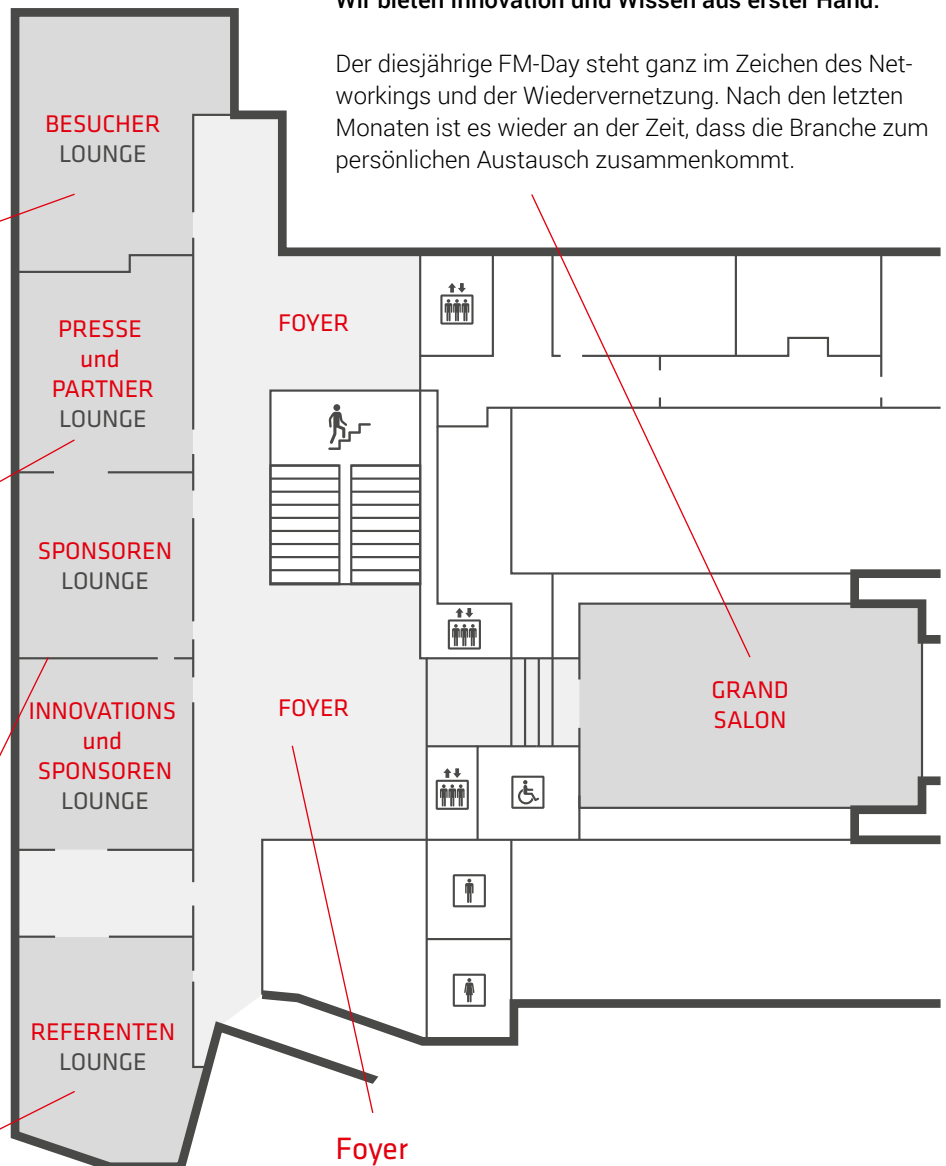 Wir bieten Innovation und Wissen aus erster Hand.
Der diesjährige FM-Day steht ganz im Zeichen des Net-
workings und der Wiedervernetzung. Nach den letzten
Monaten ist es wieder an der Zeit, dass die Branche zum
persönlichen Austausch zusammenkommt.
BESUCHER
LOUNGE
PRESSE
und
PARTNER
LOUNGE
SPONSOREN
LOUNGE
INNOVATIONS
und
SPONSOREN
LOUNGE
REFERENTEN
LOUNGE
FOYER
FOYER
GRAND
SALON
Foyer